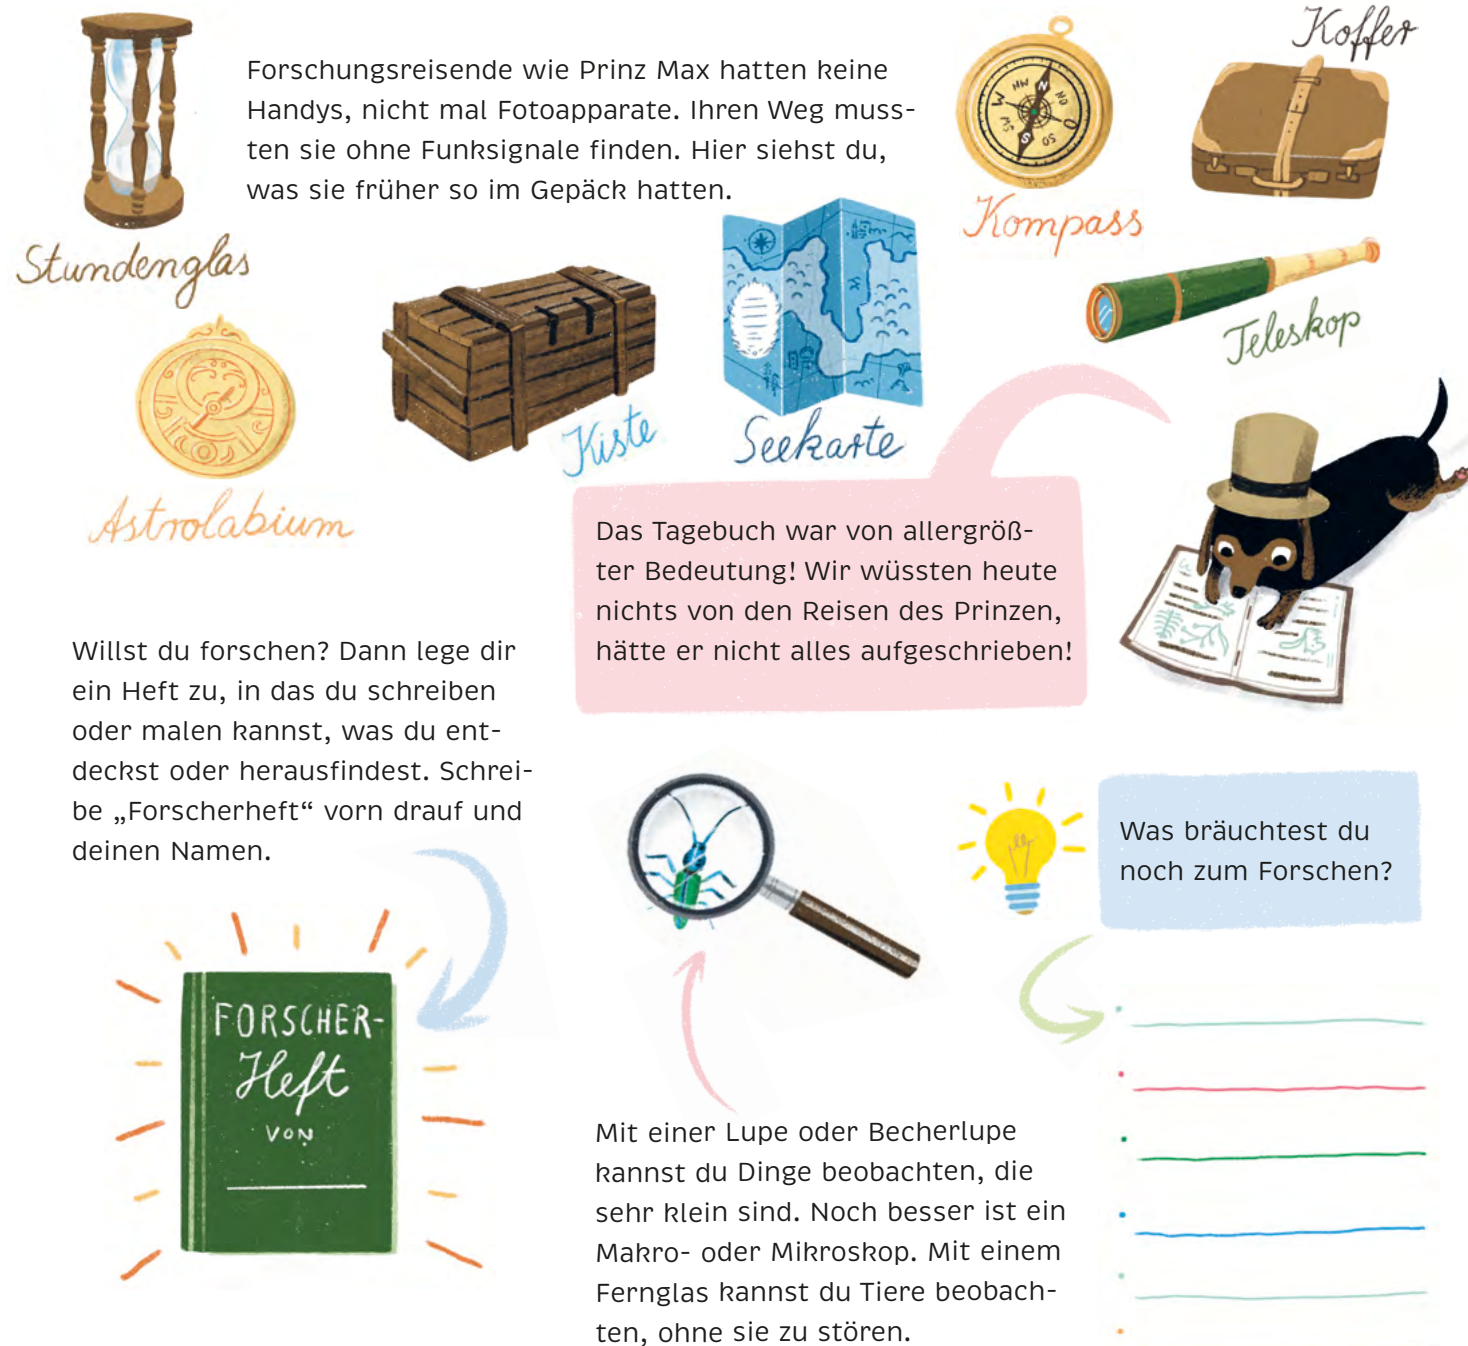 Forschungsreisende wie Prinz Max hatten keine
Handys, nicht mal Fotoapparate. Ihren Weg muss-
ten sie ohne Funksignale finden. Hier siehst du,
was sie früher so im Gepäck hatten.
Stundenglas
Koffer
N
NO
O
SO
S
SW
W
NW
Kompass
Teleskop
Kiste
Seekarte
Astrolabium
Das Tagebuch war von allergröß-
ter Bedeutung! Wir wüssten heute
nichts von den Reisen des Prinzen,
hätte er nicht alles aufgeschrieben!
Willst du forschen? Dann lege dir
ein Heft zu, in das du schreiben
oder malen kannst, was du ent-
deckst oder herausfindest. Schrei-
be „Forscherheft“ vorn drauf und
deinen Namen.
FORSCHER-
Heft
VON
Was bräuchtest du
noch zum Forschen?
Mit einer Lupe oder Becherlupe
kannst du Dinge beobachten, die
sehr klein sind. Noch besser ist ein
Makro- oder Mikroskop. Mit einem
Fernglas kannst du Tiere beobach-
ten, ohne sie zu stören.